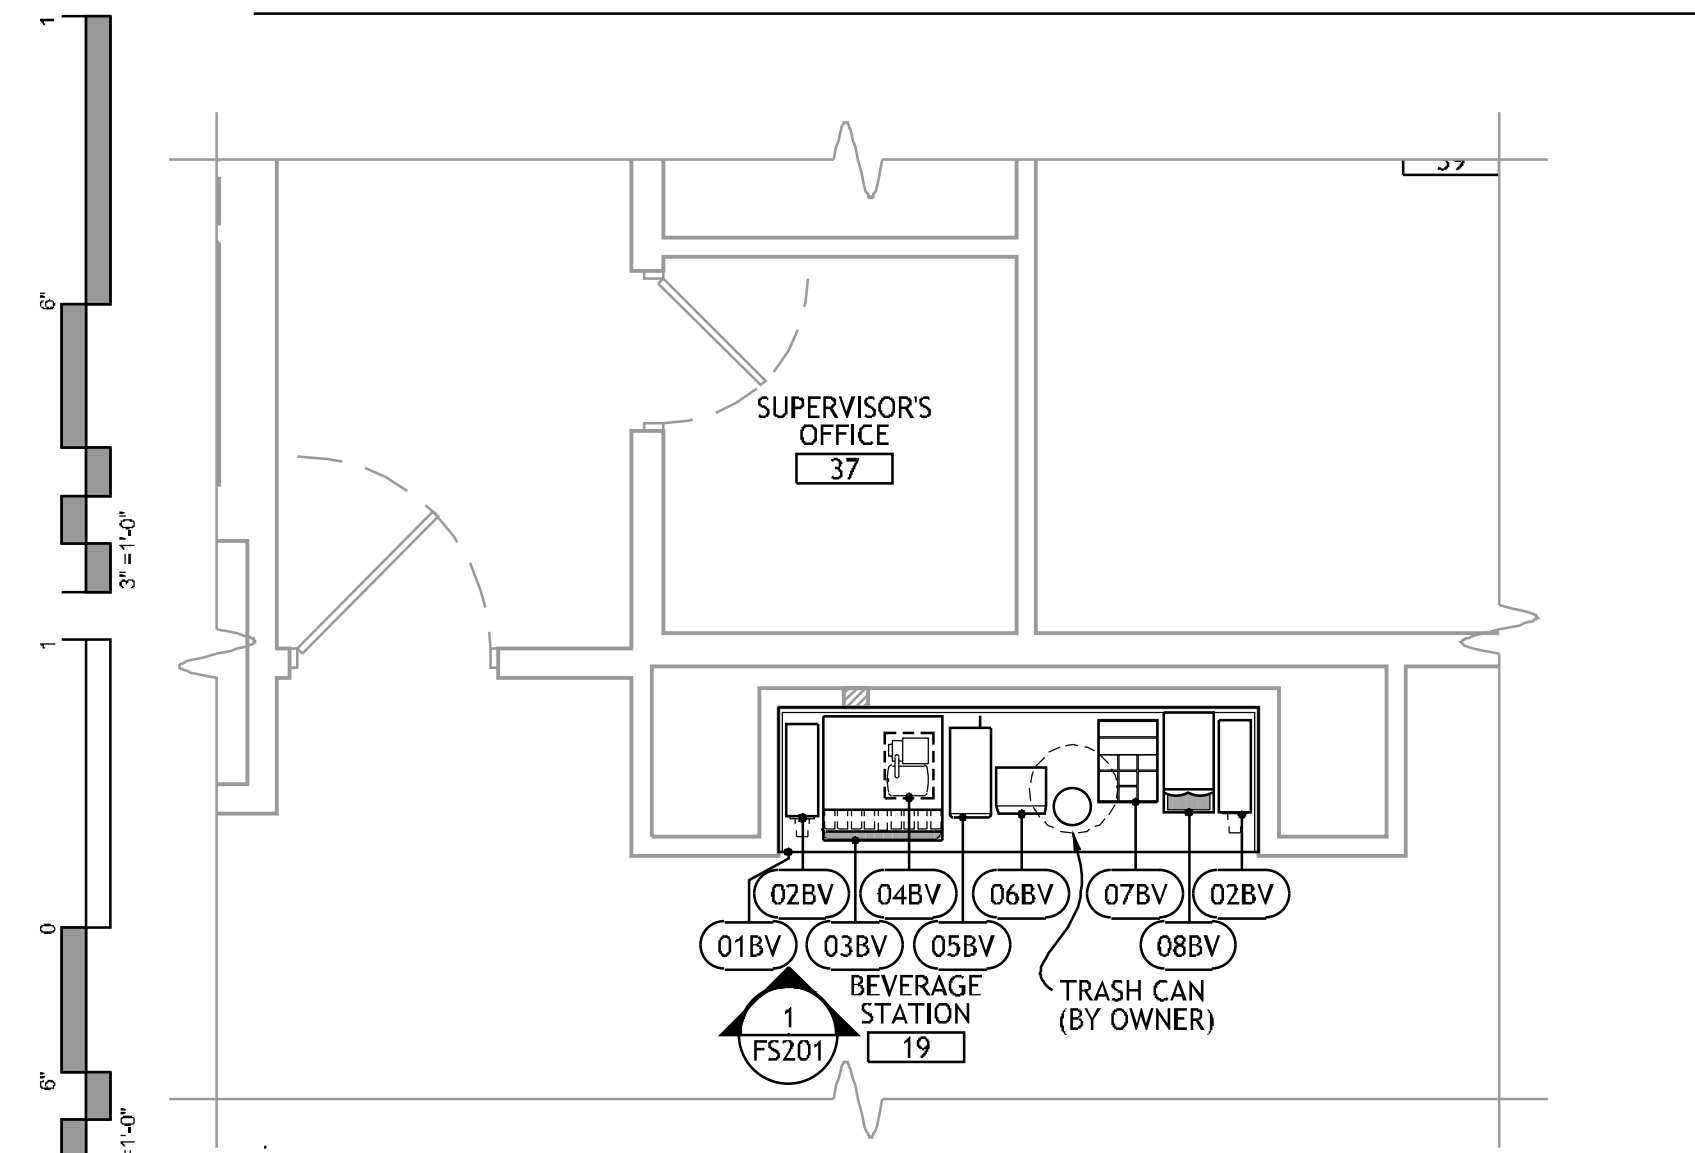 1
6"
3" =1'-0"
1
0
6"
=1'-0"
39
SUPERVISOR'S
OFFICE
37
02BV
04BV
06BV
07BV
02BV
01BV
03BV
05BV
08BV
BEVERAGE
STATION
19
1
FS201
TRASH CAN
(BY OWNER)